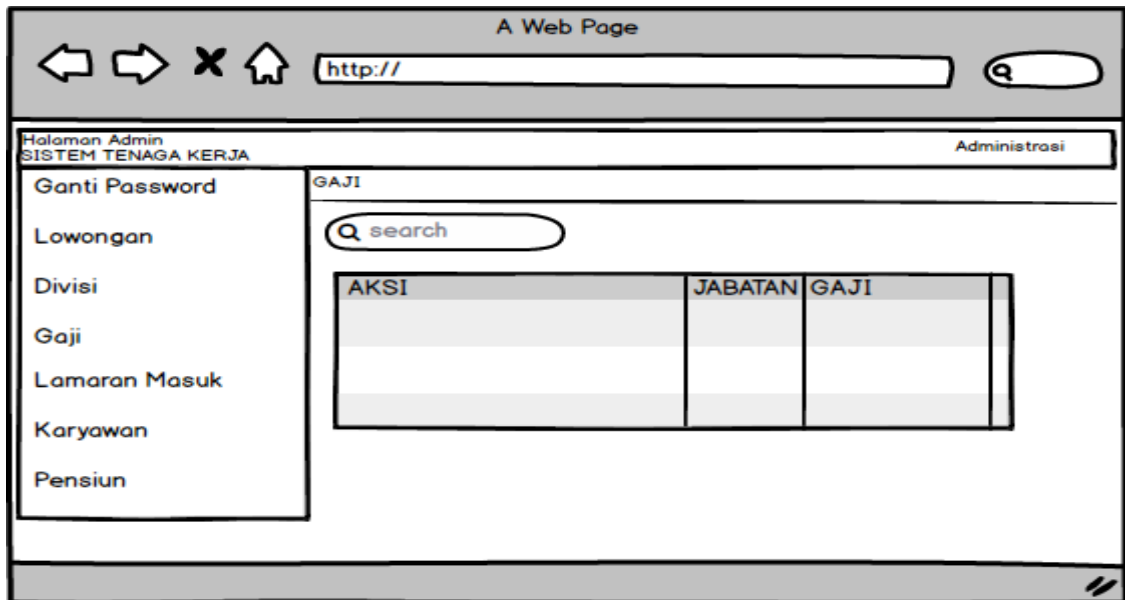 A Web Page
http://
Halaman Admin
SISTEM TENAGA KERJA
Administrasi
Ganti Password
Lowongan
Divisi
Gaji
Lamaran Masuk
Karyawan
Pensiun
GAJI
search
AKSI JABATAN GAJI